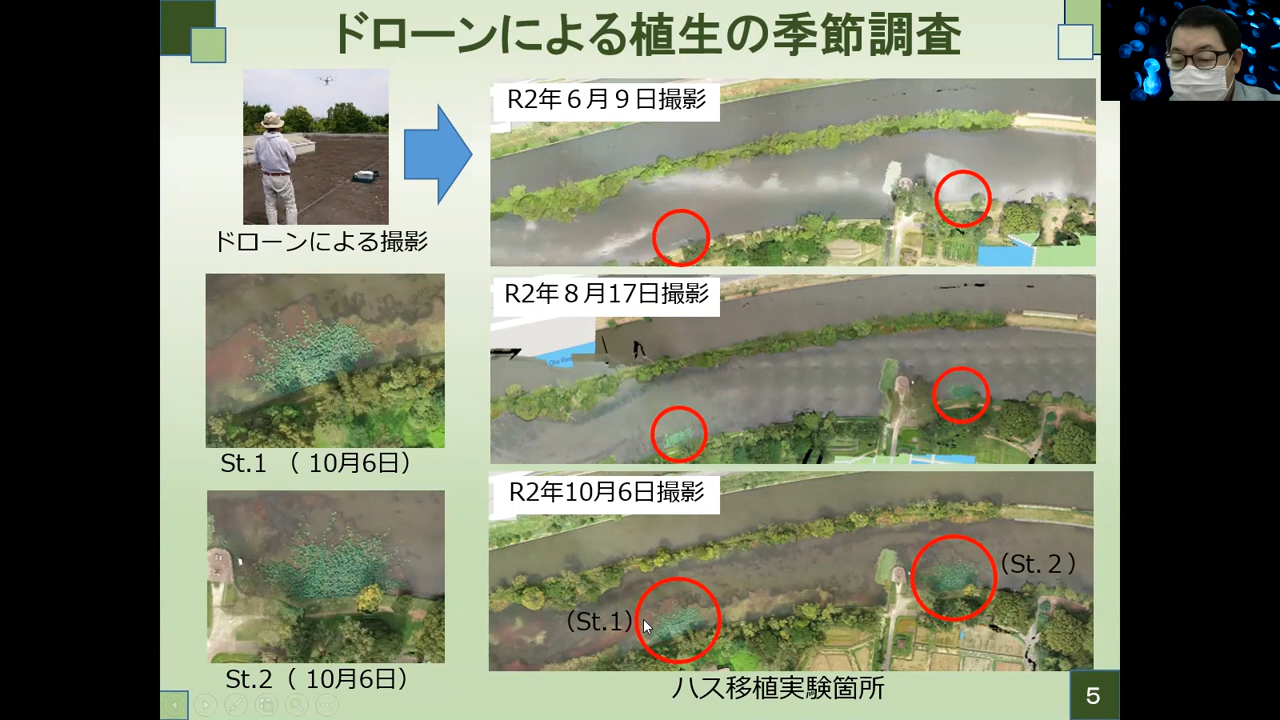 ドローンによる植生の季節調査
R2年６月９日撮影
ドローンによる撮影
R2年８月17日撮影
Oka River
St.1 （ 10月6日）
R2年10月6日撮影
（St.２）
（St.1）
St.2（ 10月6日）
ハス移植実験箇所
5